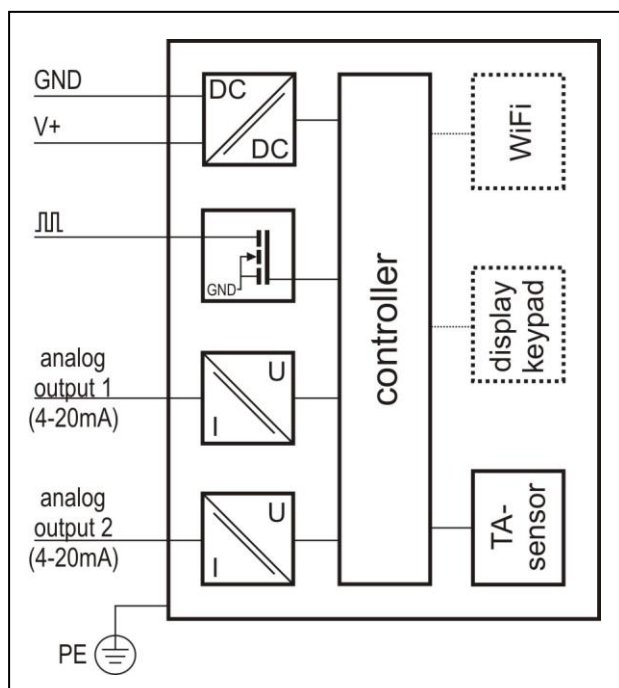 GND
V+
DC
DC
GND
analog
output 1
(4-20mA)
U
I
analog
output 2
(4-20mA)
U
I
PE
controller
WiFi
display
keypad
TA-
sensor